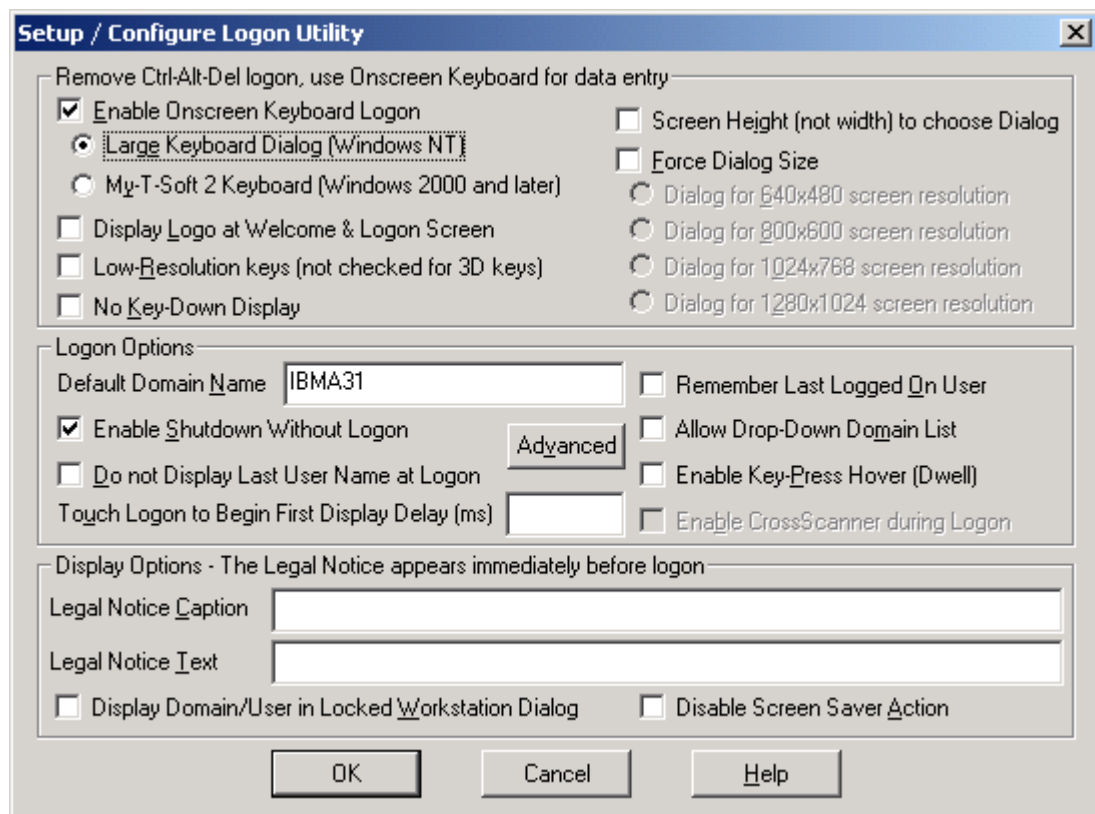 Setup / Configure Logon Utility
Remove Ctrl-Alt-Del logon, use Onscreen Keyboard for data entry
Enable Onscreen Keyboard Logon
Large Keyboard Dialog (Windows NT)
My-T-Soft 2 Keyboard (Windows 2000 and later)
Display Logo at Welcome & Logon Screen
Low-Resolution keys (not checked for 3D keys)
No Key-Down Display
Screen Height (not width) to choose Dialog
Force Dialog Size
Dialog for 640x480 screen resolution
Dialog for 800x600 screen resolution
Dialog for 1024x768 screen resolution
Dialog for 1280x1024 screen resolution
Logon Options
Default Domain Name IBMA31
Enable Shutdown Without Logon
Advanced
Do not Display Last User Name at Logon
Touch Logon to Begin First Display Delay (ms)
Remember Last Logged On User
Allow Drop-Down Domain List
Enable Key-Press Hover (Dwell)
Enable CrossScanner during Logon
Display Options - The Legal Notice appears immediately before logon
Legal Notice Caption
Legal Notice Text
Display Domain/User in Locked Workstation Dialog
Disable Screen Saver Action
OK
Cancel
Help